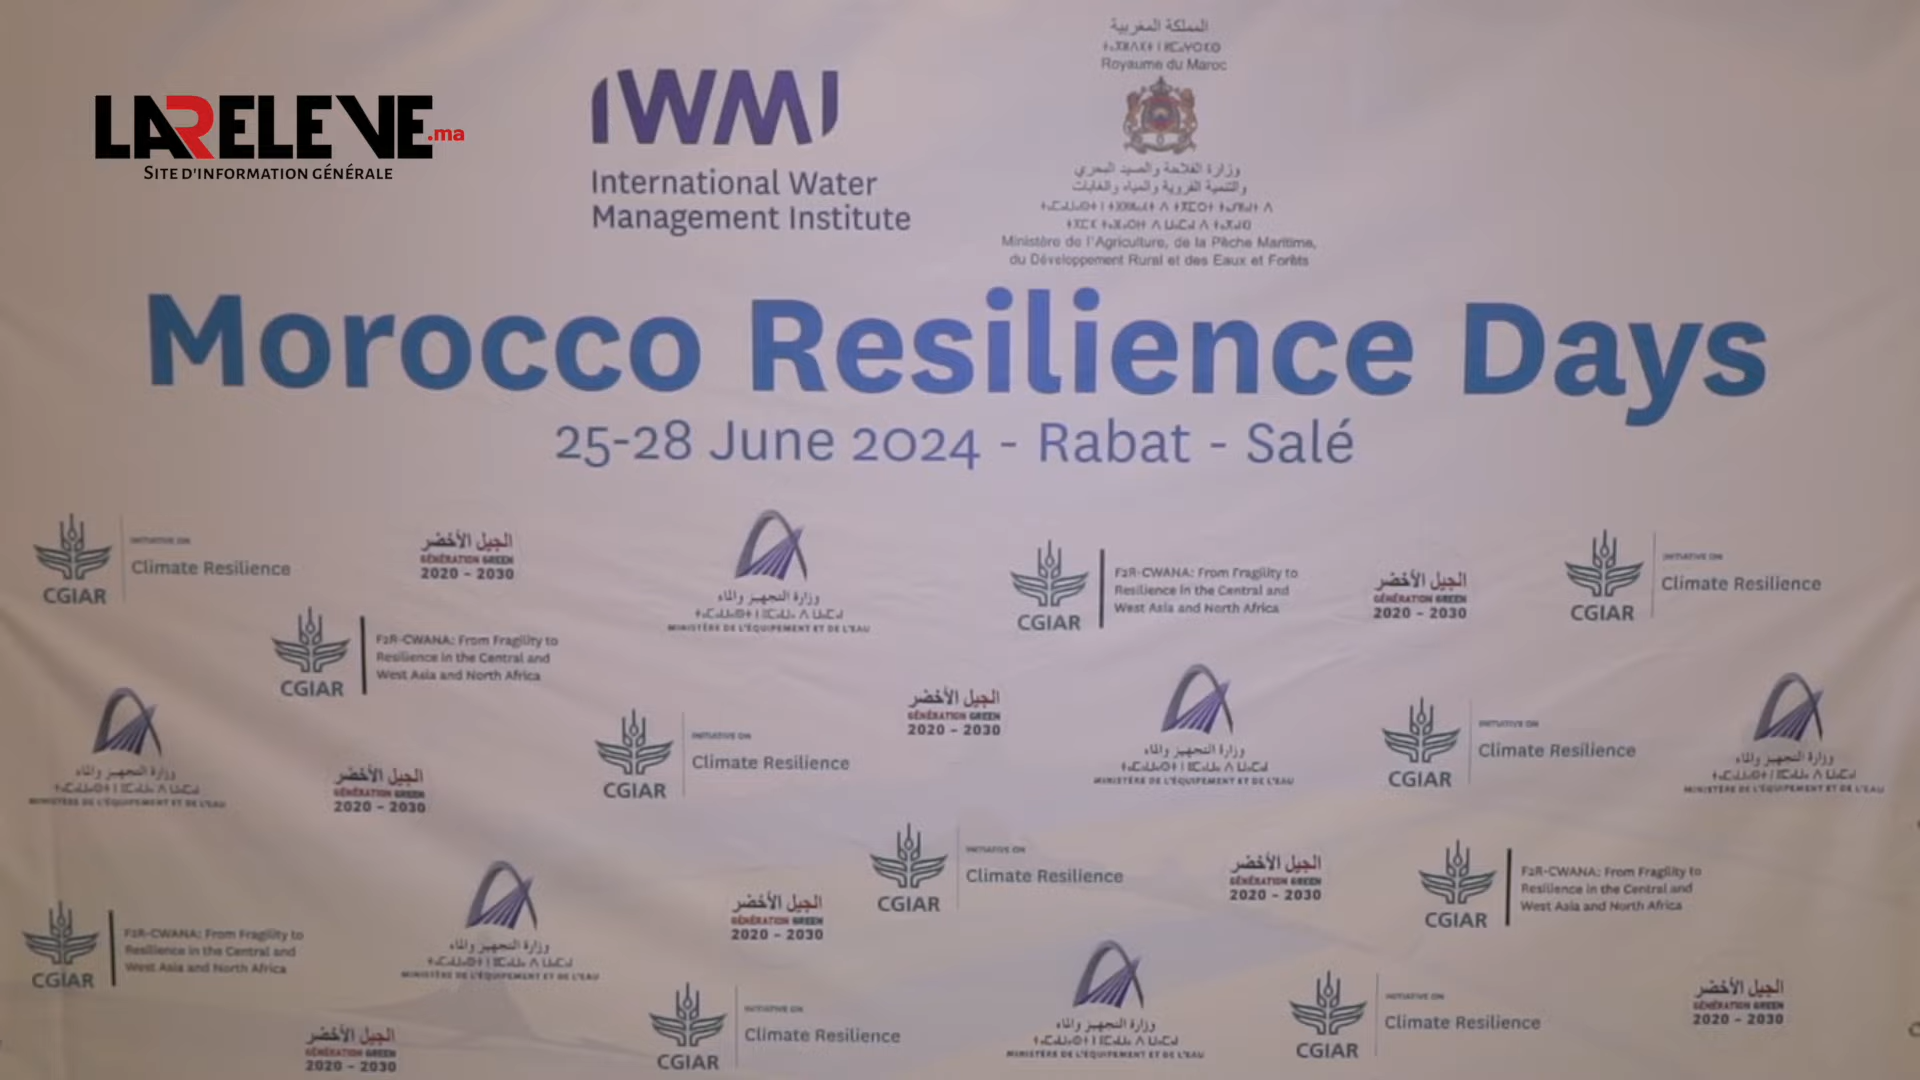 LARELEVE.ma
SITE D'INFORMATION GÉNÉRALE
IWMI
International Water
Management Institute
المملكة المغربية
Royaume du Maroc
وزارة الفلاحة والصيد البحري
والتنمية القروية والمياه والغابات
Ministère de l'Agriculture, de la Pêche Maritime,
du Développement Rural et des Eaux et Forêts
Morocco Resilience Days
25-28 June 2024 - Rabat - Salé
CGIAR
INITIATIVE ON
Climate Resilience
الجيل الأخضر
GÉNÉRATION GREEN
2020 - 2030
وزارة التجهيز والماء
MINISTÈRE DE L'ÉQUIPEMENT ET DE L'EAU
CGIAR
F2R-CWANA: From Fragility to
Resilience in the Central and
West Asia and North Africa
الجيل الأخضر
GÉNÉRATION GREEN
2020 - 2030
CGIAR
INITIATIVE ON
Climate Resilience
CGIAR
F2R-CWANA: From Fragility to
Resilience in the Central and
West Asia and North Africa
وزارة التجهيز والماء
MINISTÈRE DE L'ÉQUIPEMENT ET DE L'EAU
الجيل الأخضر
GÉNÉRATION GREEN
2020 - 2030
CGIAR
INITIATIVE ON
Climate Resilience
الجيل الأخضر
GÉNÉRATION GREEN
2020 - 2030
وزارة التجهيز والماء
MINISTÈRE DE L'ÉQUIPEMENT ET DE L'EAU
CGIAR
INITIATIVE ON
Climate Resilience
وزارة التجهيز والماء
MINISTÈRE DE L'ÉQUIPEMENT ET DE L'EAU
CGIAR
F2R-CWANA: From Fragility to
Resilience in the Central and
West Asia and North Africa
وزارة التجهيز والماء
MINISTÈRE DE L'ÉQUIPEMENT ET DE L'EAU
الجيل الأخضر
GÉNÉRATION GREEN
2020 - 2030
CGIAR
INITIATIVE ON
Climate Resilience
الجيل الأخضر
GÉNÉRATION GREEN
2020 - 2030
CGIAR
F2R-CWANA: From Fragility to
Resilience in the Central and
West Asia and North Africa
الجيل الأخضر
GÉNÉRATION GREEN
2020 - 2030
CGIAR
INITIATIVE ON
Climate Resilience
وزارة التجهيز والماء
MINISTÈRE DE L'ÉQUIPEMENT ET DE L'EAU
CGIAR
INITIATIVE ON
Climate Resilience
الجيل الأخضر
GÉNÉRATION GREEN
2020 - 2030